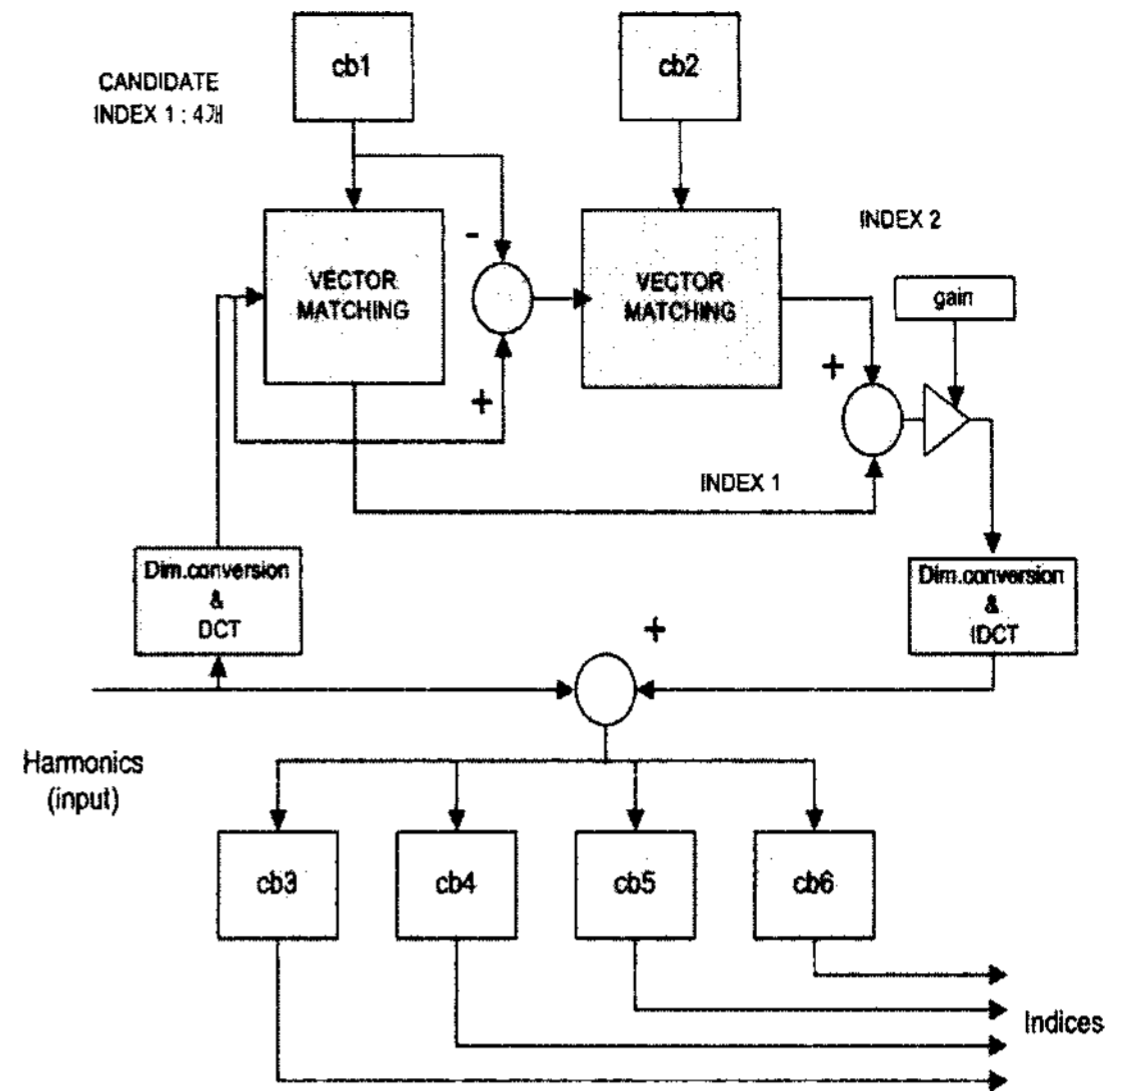 cb1
cb2
CANDIDATE
INDEX 1 : 4개
-
VECTOR
MATCHING
VECTOR
MATCHING
INDEX 2
gain
+
+
INDEX 1
Dim.conversion
&
DCT
Dim.conversion
&
IDCT
+
Harmonics
(input)
cb3
cb4
cb5
cb6
Indices